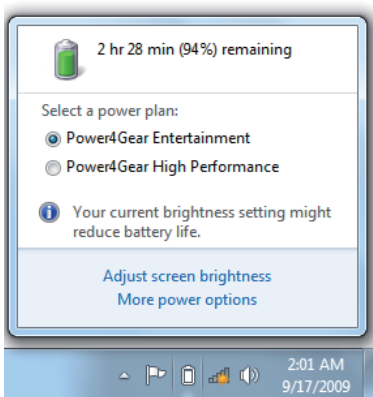 2 hr 28 min (94%) remaining
Select a power plan:
Power4Gear Entertainment
Power4Gear High Performance
Your current brightness setting might
reduce battery life.
Adjust screen brightness
More power options
2:01 AM
9/17/2009